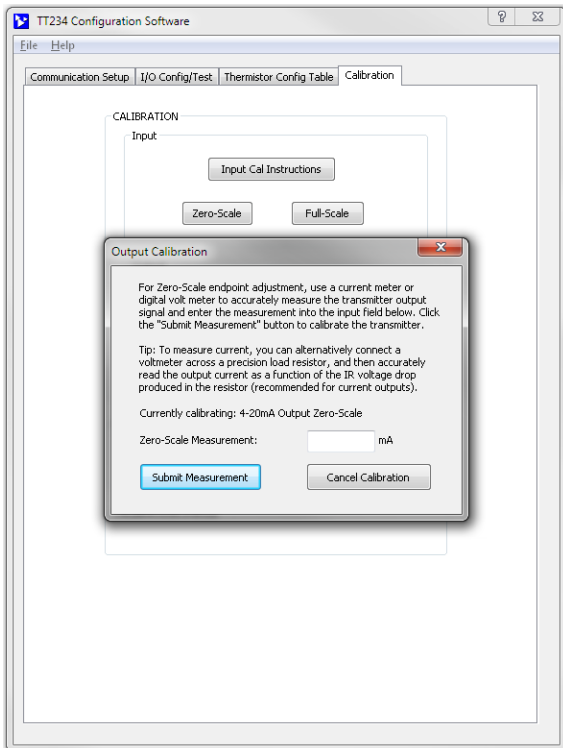 TT234 Configuration Software
File Help
Communication Setup I/O Config/Test Thermistor Config Table Calibration
CALIBRATION
Input
Input Cal Instructions
Zero-Scale Full-Scale
Output Calibration
For Zero-Scale endpoint adjustment, use a current meter or
digital volt meter to accurately measure the transmitter output
signal and enter the measurement into the input field below. Click
the "Submit Measurement" button to calibrate the transmitter.
Tip: To measure current, you can alternatively connect a
voltmeter across a precision load resistor, and then accurately
read the output current as a function of the IR voltage drop
produced in the resistor (recommended for current outputs).
Currently calibrating: 4-20mA Output Zero-Scale
Zero-Scale Measurement: mA
Submit Measurement Cancel Calibration